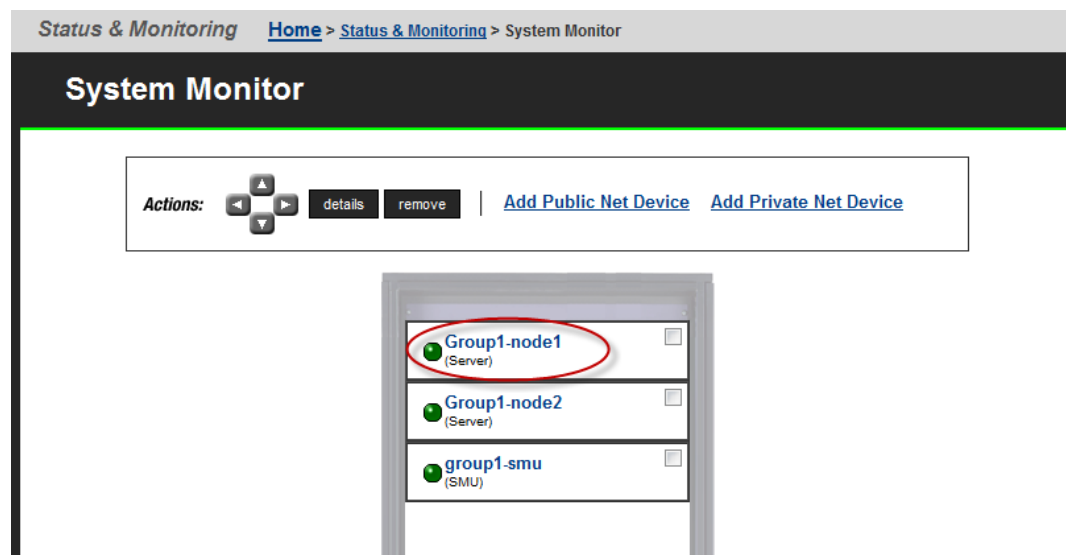 Status & Monitoring Home > Status & Monitoring > System Monitor
System Monitor
Actions: details remove Add Public Net Device Add Private Net Device
Group1-node1
(Server)
Group1-node2
(Server)
group1-smu
(SMU)